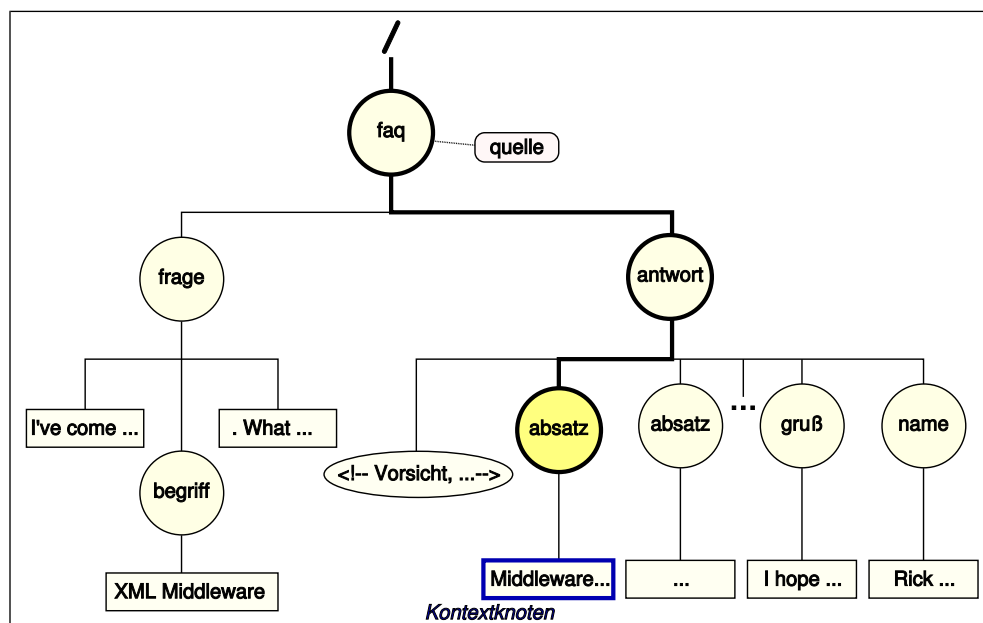 /
faq
quelle
frage
antwort
I've come ...
. What ...
absatz
absatz
...
gruß
name
<!-- Vorsicht, ...-->
begriff
XML Middleware
Middleware...
...
I hope ...
Rick ...
Kontextknoten